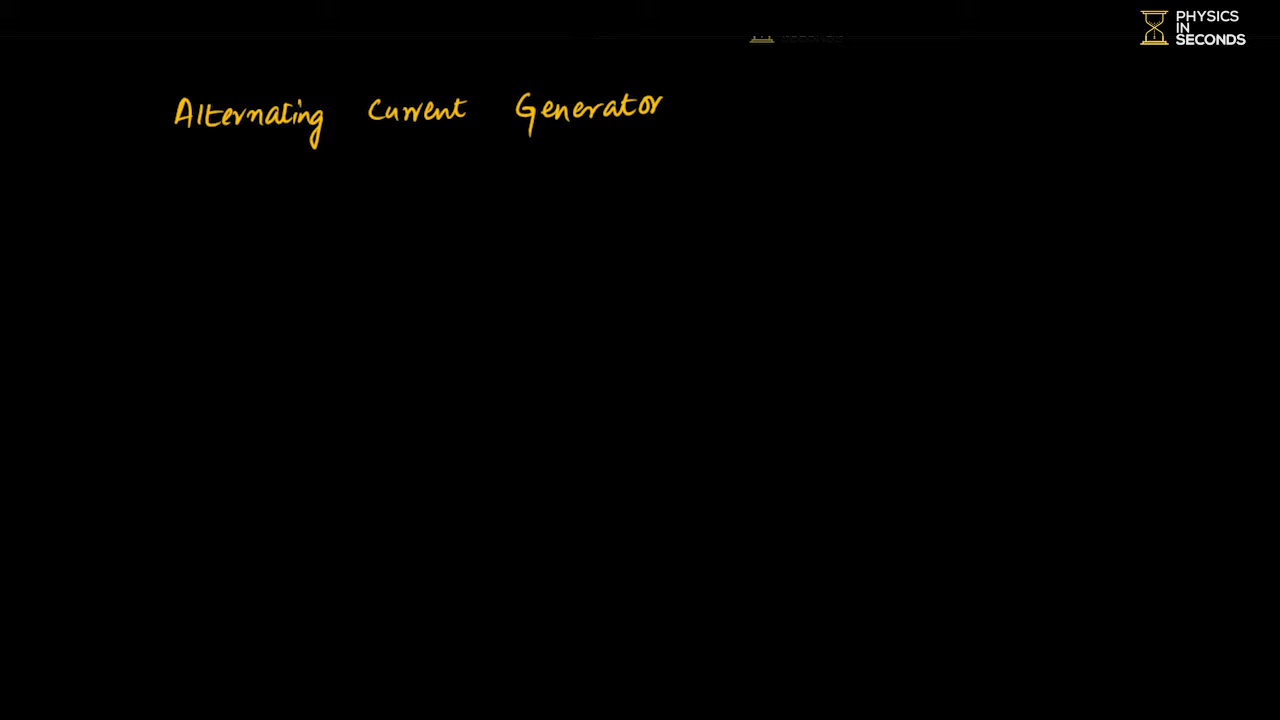 PHYSICS
IN
SECONDS
Alternating Current Generator